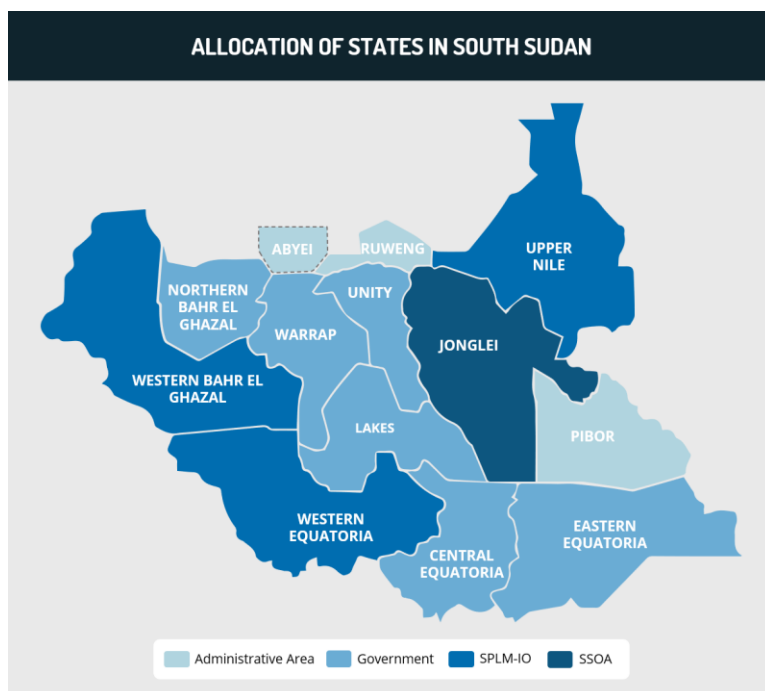 ALLOCATION OF STATES IN SOUTH SUDAN
ABYEI
RUWENG
UPPER
NILE
NORTHERN
BAHR EL
GHAZAL
UNITY
WARRAP
JONGLEI
WESTERN BAHR EL
GHAZAL
LAKES
PIBOR
WESTERN
EQUATORIA
EASTERN
EQUATORIA
CENTRAL
EQUATORIA
Administrative Area
Government
SPLM-IO
SSOA